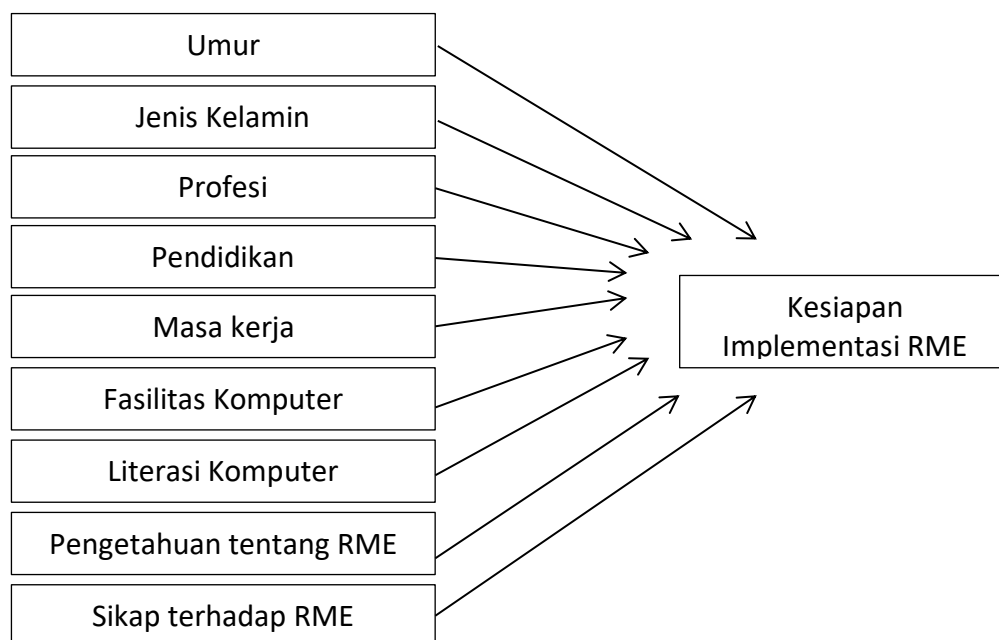 Umur
Jenis Kelamin
Profesi
Pendidikan
Masa kerja
Fasilitas Komputer
Literasi Komputer
Pengetahuan tentang RME
Sikap terhadap RME
Kesiapan
Implementasi RME